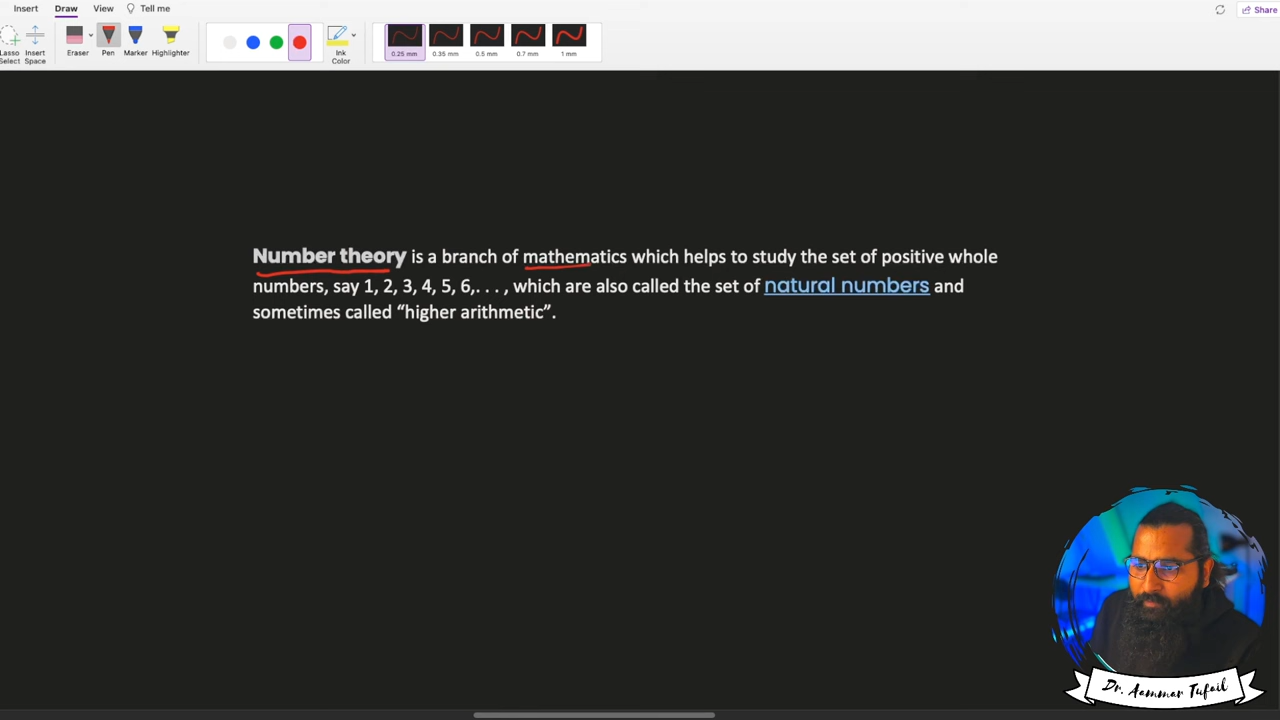 Insert Draw View Tell me
Share
Lasso Select
Insert Space
Eraser
Pen
Marker
Highlighter
Ink Color
0.25 mm 0.35 mm 0.5 mm 0.7 mm 1 mm
Number theory is a branch of mathematics which helps to study the set of positive whole
numbers, say 1, 2, 3, 4, 5, 6,. . . , which are also called the set of natural numbers and
sometimes called “higher arithmetic”.
Dr. Aammar Tufail